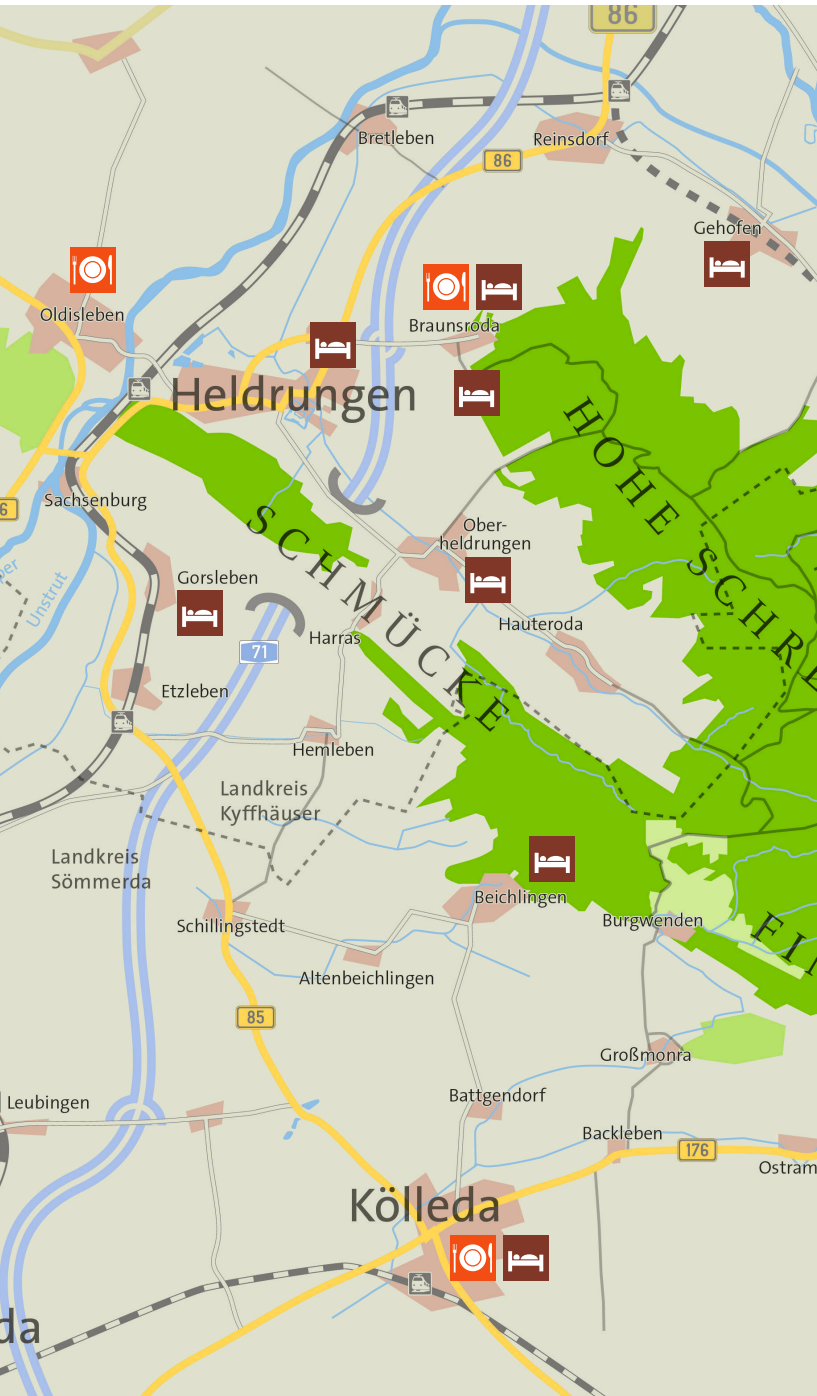 86
Bretleben
Reinsdorf
86
Gehofen
Oldisleben
Braunsroda
Heldrungen
HOHE SCHRE
Sachsenburg
6
Ober-
heldrungen
SCHMÜCKE
Unstrut
Gorsleben
Hauteroda
Harras
71
Etzleben
Hemleben
Landkreis
Kyffhäuser
Landkreis
Sömmerda
Beichlingen
Burgwenden
FI
Schillingstedt
Altenbeichlingen
85
Großmonra
Leubingen
Battgendorf
Backleben
176
Ostram
Kölleda
da